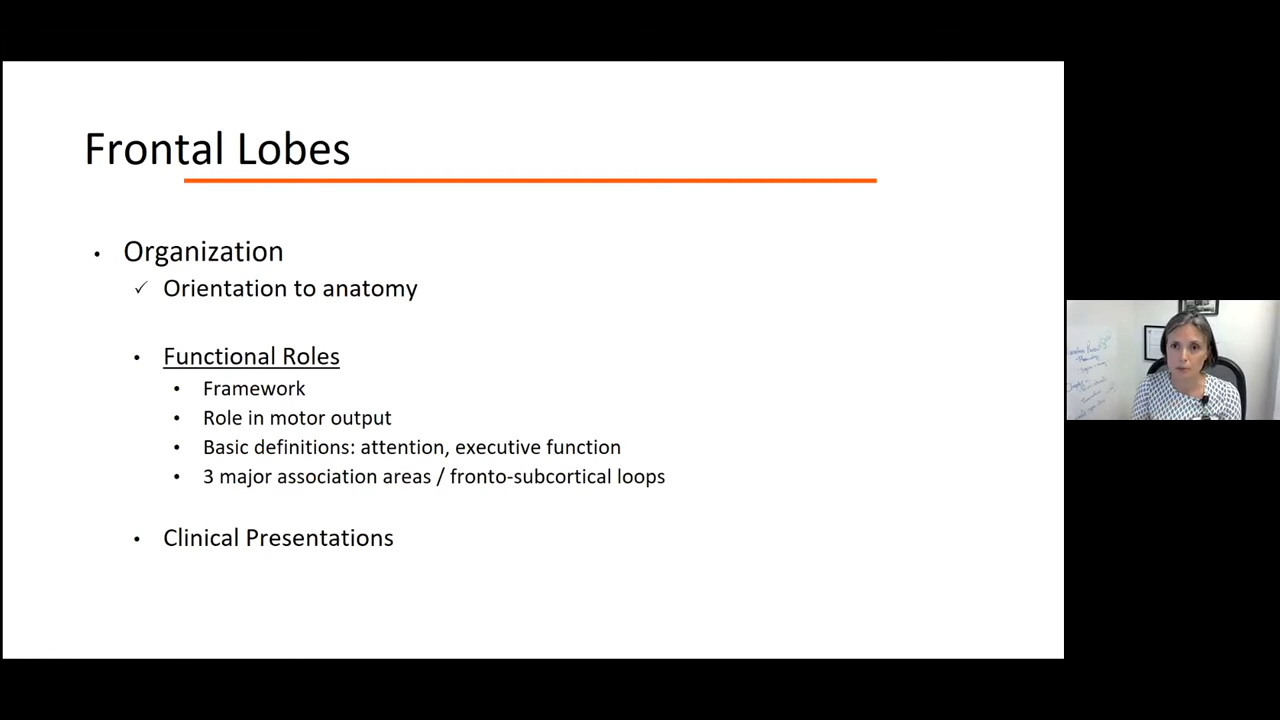 Frontal Lobes
• Organization
✓ Orientation to anatomy
• Functional Roles
• Framework
• Role in motor output
• Basic definitions: attention, executive function
• 3 major association areas / fronto-subcortical loops
• Clinical Presentations